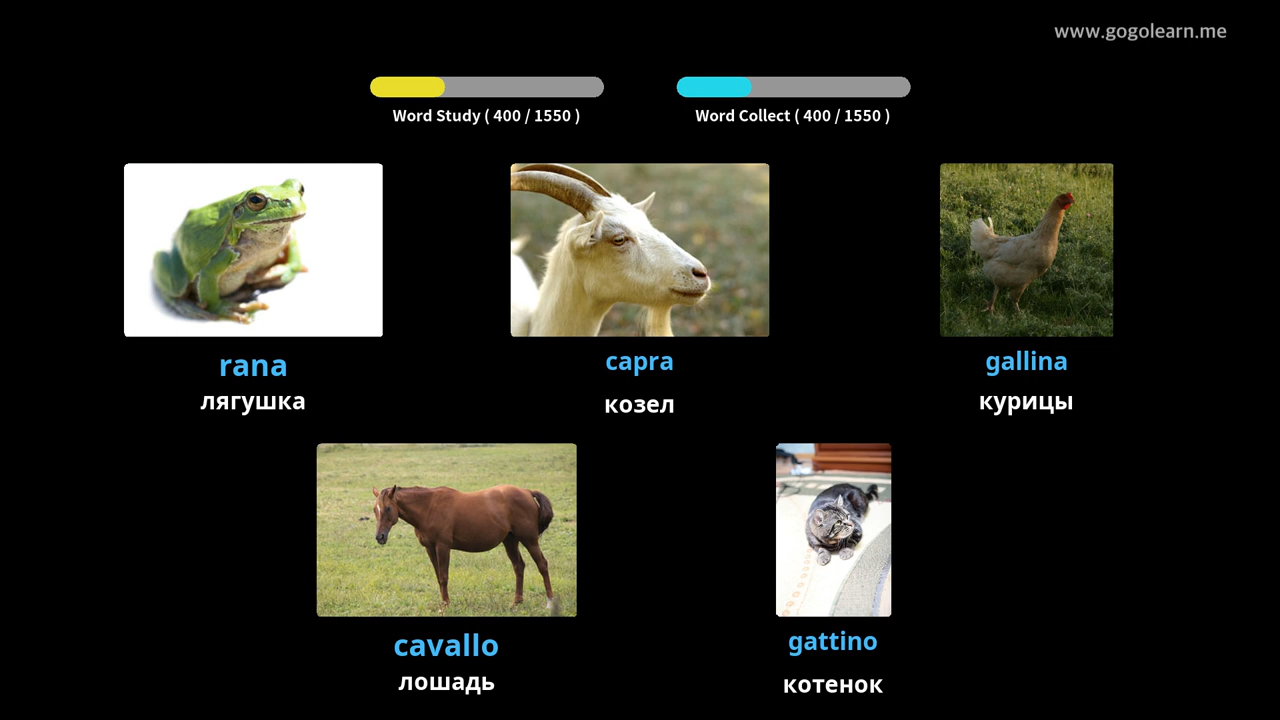 www.gogolearn.me
Word Study ( 400 / 1550 )
Word Collect ( 400 / 1550 )
rana
лягушка
capra
козел
gallina
курицы
cavallo
лошадь
gattino
котенок